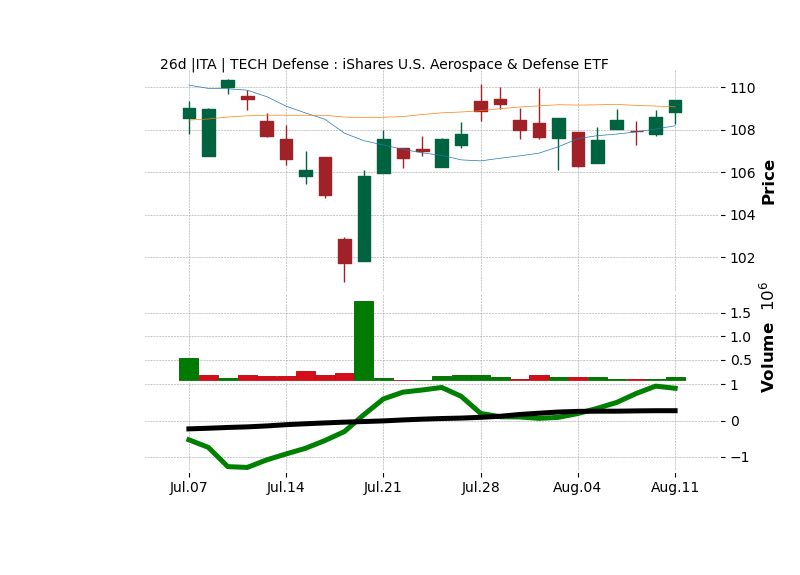 26d |ITA | TECH Defense : iShares U.S. Aerospace & Defense ETF
110
108
106
104
102
Price
1.5
1.0
0.5
Volume 10^6
1
0
−1
Jul.07 Jul.14 Jul.21 Jul.28 Aug.04 Aug.11